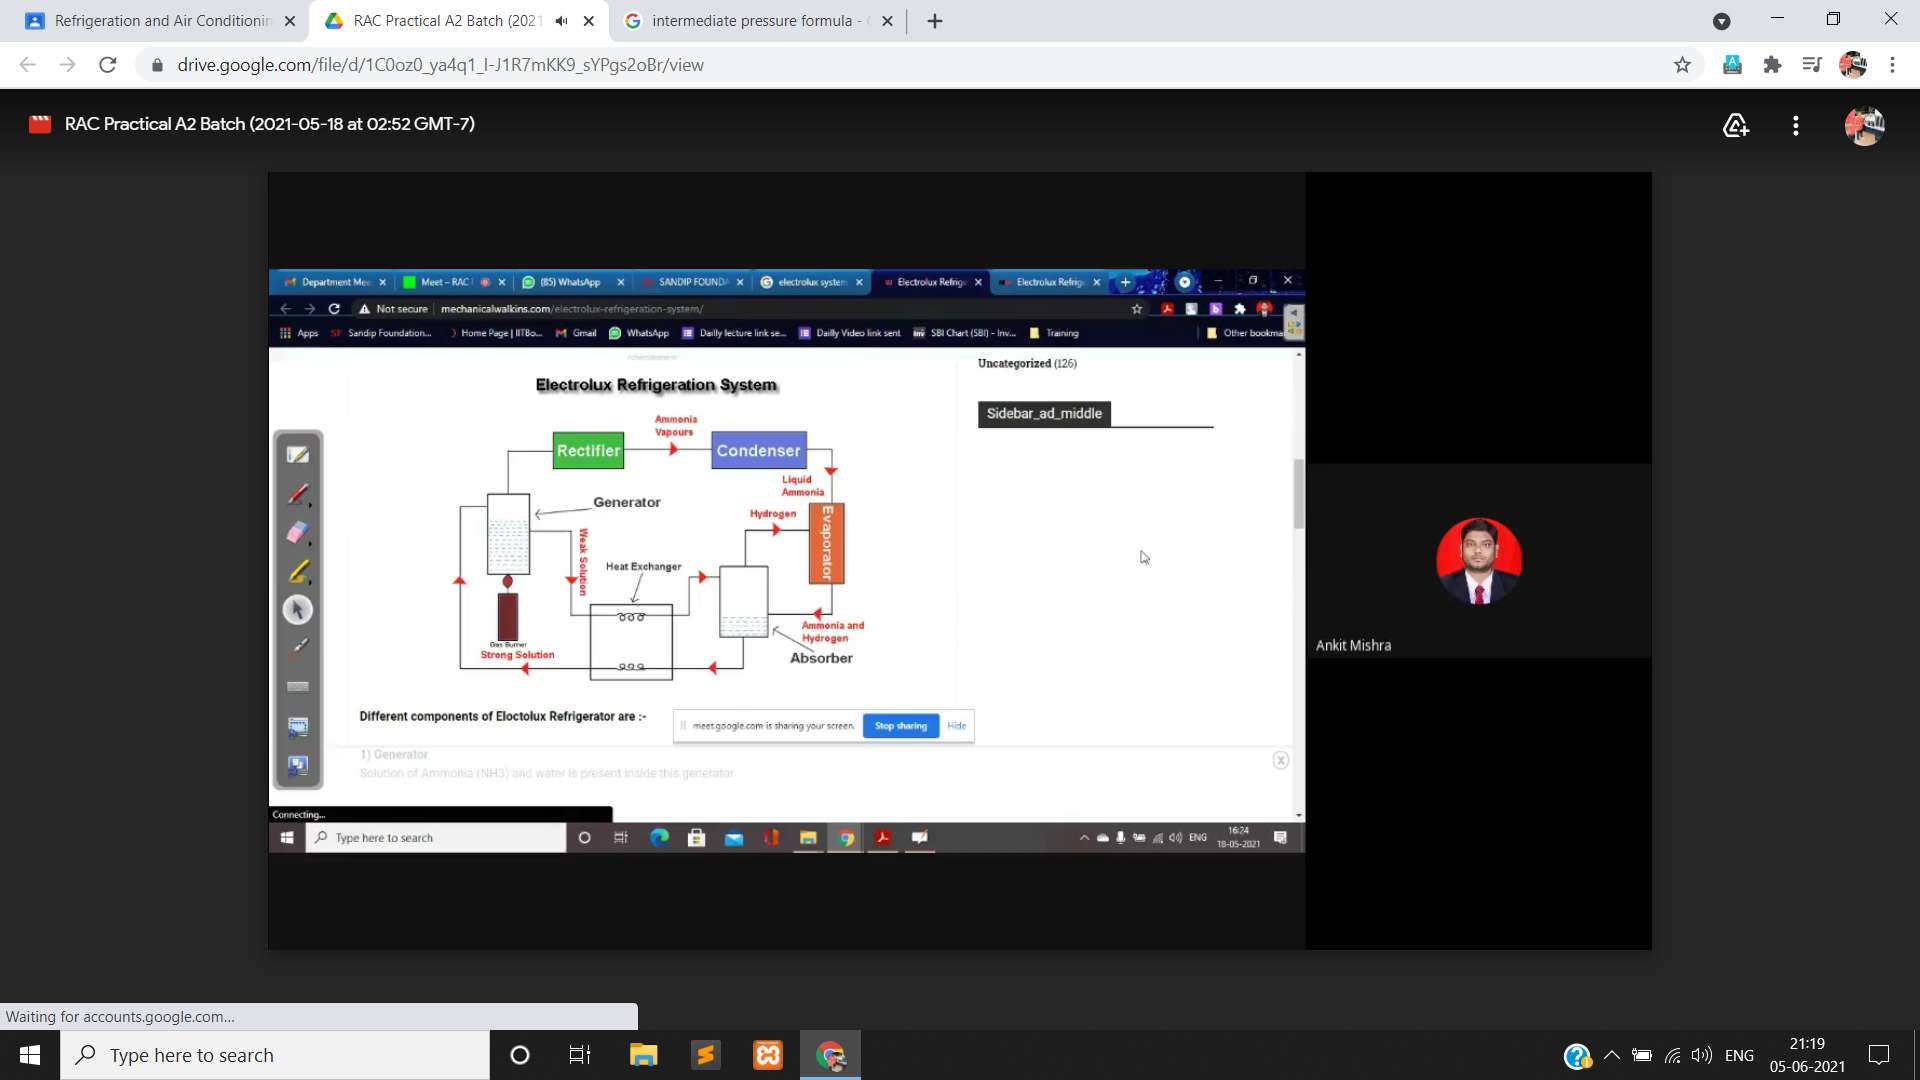 Refrigeration and Air Conditionin
RAC Practical A2 Batch (2021
intermediate pressure formula -
drive.google.com/file/d/1C0oz0_ya4q1_l-J1R7mKK9_sYPgs2oBr/view
RAC Practical A2 Batch (2021-05-18 at 02:52 GMT-7)
Department Mee
Meet – RAC
(85) WhatsApp
SANDIP FOUNDA
electrolux system
Electrolux Refrig
Electrolux Refrig
Not secure
mechanicalwalkins.com/electrolux-refrigeration-system/
Apps
Sandip Foundation...
Home Page | IITBo...
Gmail
WhatsApp
Dailly lecture link se...
Dailly Video link sent
SBI Chart (SBI) - Inv...
Training
Other bookma
Uncategorized (126)
Electrolux Refrigeration System
Sidebar_ad_middle
Ammonia
Vapours
Rectifier
Condenser
Liquid
Ammonia
Generator
Hydrogen
Evaporator
Weak Solution
Heat Exchanger
Ammonia and
Hydrogen
Gas Burner
Strong Solution
Absorber
Ankit Mishra
Different components of Eloctolux Refrigerator are :-
meet.google.com is sharing your screen.
Stop sharing
Hide
1) Generator
Solution of Ammonia (NH3) and water is present inside this generator
Connecting...
Type here to search
ENG
16:24
18-05-2021
Waiting for accounts.google.com...
Type here to search
ENG
21:19
05-06-2021